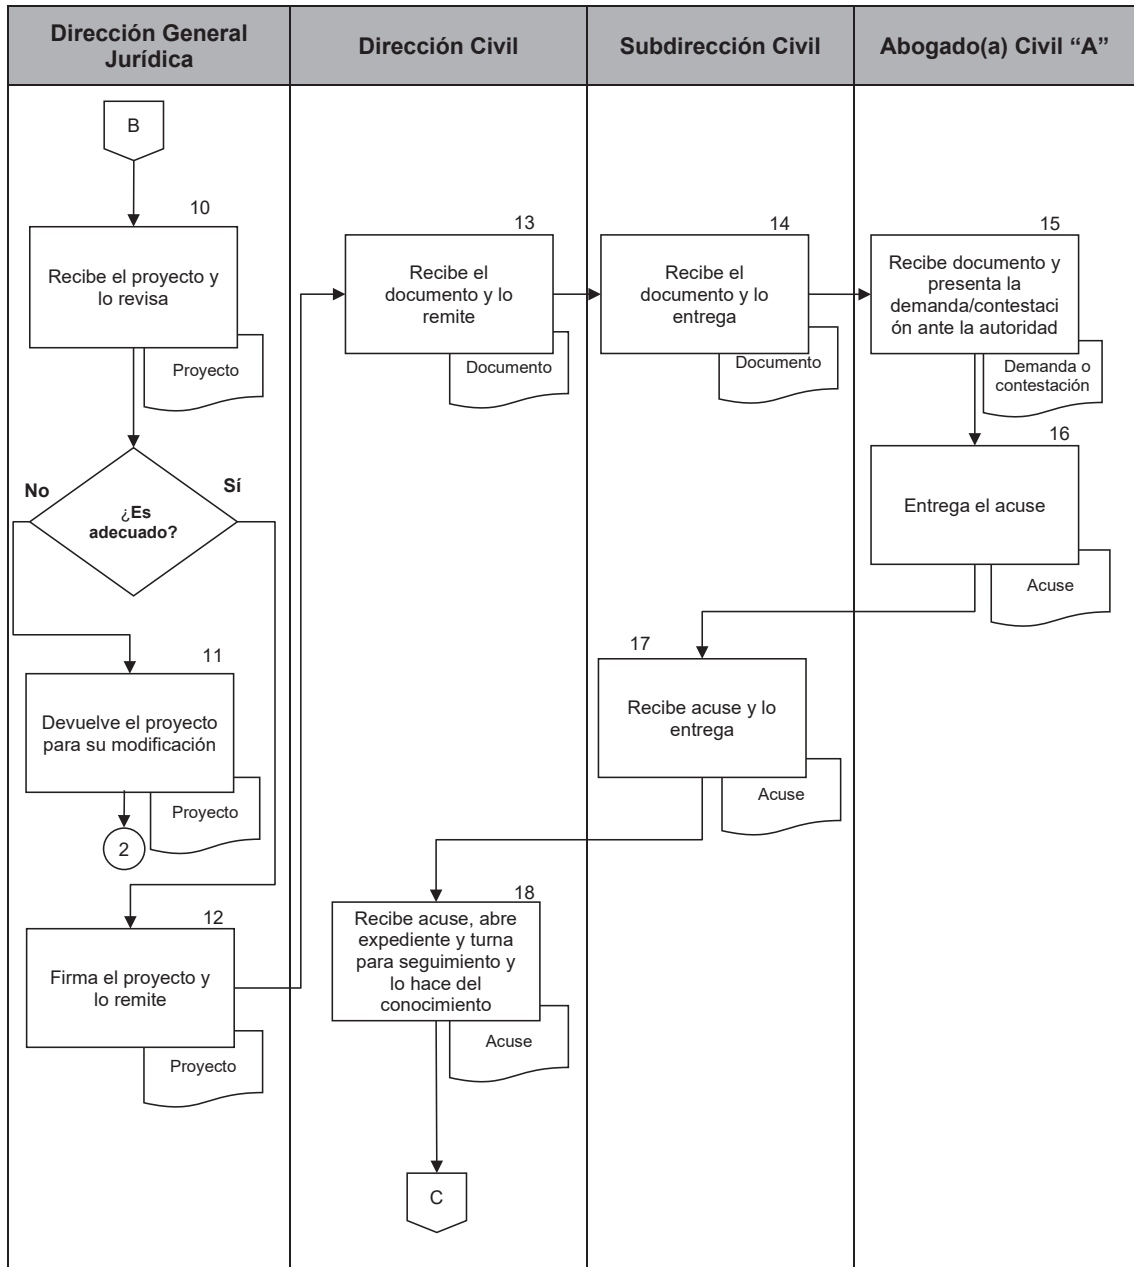 Dirección General
Jurídica
Dirección Civil
Subdirección Civil
Abogado(a) Civil “A”
B
10
Recibe el proyecto y
lo revisa
Proyecto
No
Sí
¿Es
adecuado?
11
Devuelve el proyecto
para su modificación
Proyecto
2
12
Firma el proyecto y
lo remite
Proyecto
13
Recibe el
documento y lo
remite
Documento
14
Recibe el
documento y lo
entrega
Documento
15
Recibe documento y
presenta la
demanda/contestaci
ón ante la autoridad
Demanda o
contestación
16
Entrega el acuse
Acuse
17
Recibe acuse y lo
entrega
Acuse
18
Recibe acuse, abre
expediente y turna
para seguimiento y
lo hace del
conocimiento
Acuse
C